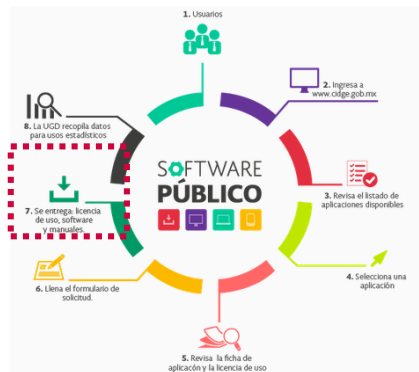 1. Usuarios
2. Ingresa a
www.cidge.gob.mx
3. Revisa el listado de
aplicaciones disponibles
4. Selecciona una
aplicación
5. Revisa la ficha de
aplicacón y la licencia de uso
6. Llena el formulario de
solicitud.
7. Se entrega: licencia
de uso, software
y manuales.
8. La UGD recopila datos
para usos estadísticos
SOFTWARE
PÚBLICO